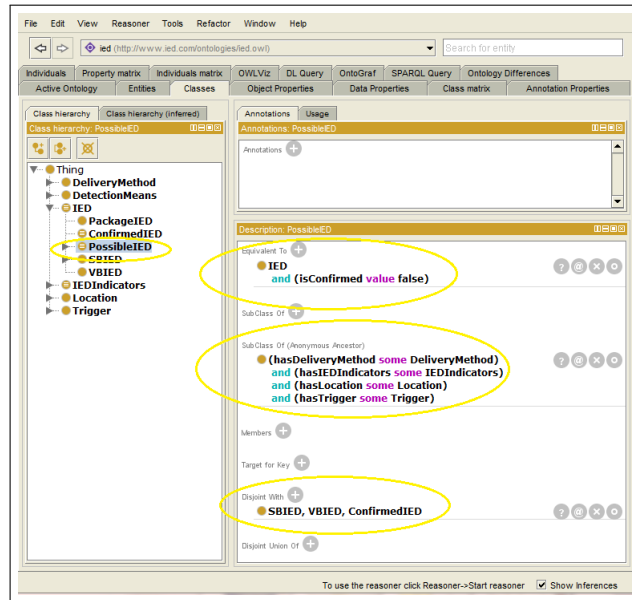 File Edit View Reasoner Tools Refactor Window Help
ied (http://www.ied.com/ontologies/ied.owl)
Search for entity
Individuals Property matrix Individuals matrix OWLViz DL Query OntoGraf SPARQL Query Ontology Differences
Active Ontology Entities Classes Object Properties Data Properties Class matrix Annotation Properties
Class hierarchy Class hierarchy (inferred)
Class hierarchy: PossibleIED
Thing
DeliveryMethod
DetectionMeans
IED
PackageIED
ConfirmedIED
PossibleIED
SBIED
VBIED
IEDIndicators
Location
Trigger
Annotations Usage
Annotations: PossibleIED
Annotations
Description: PossibleIED
Equivalent To
IED
and (isConfirmed value false)
SubClass Of
SubClass Of (Anonymous Ancestor)
(hasDeliveryMethod some DeliveryMethod)
and (hasIEDIndicators some IEDIndicators)
and (hasLocation some Location)
and (hasTrigger some Trigger)
Members
Target for Key
Disjoint With
SBIED, VBIED, ConfirmedIED
Disjoint Union Of
To use the reasoner click Reasoner->Start reasoner Show Inferences